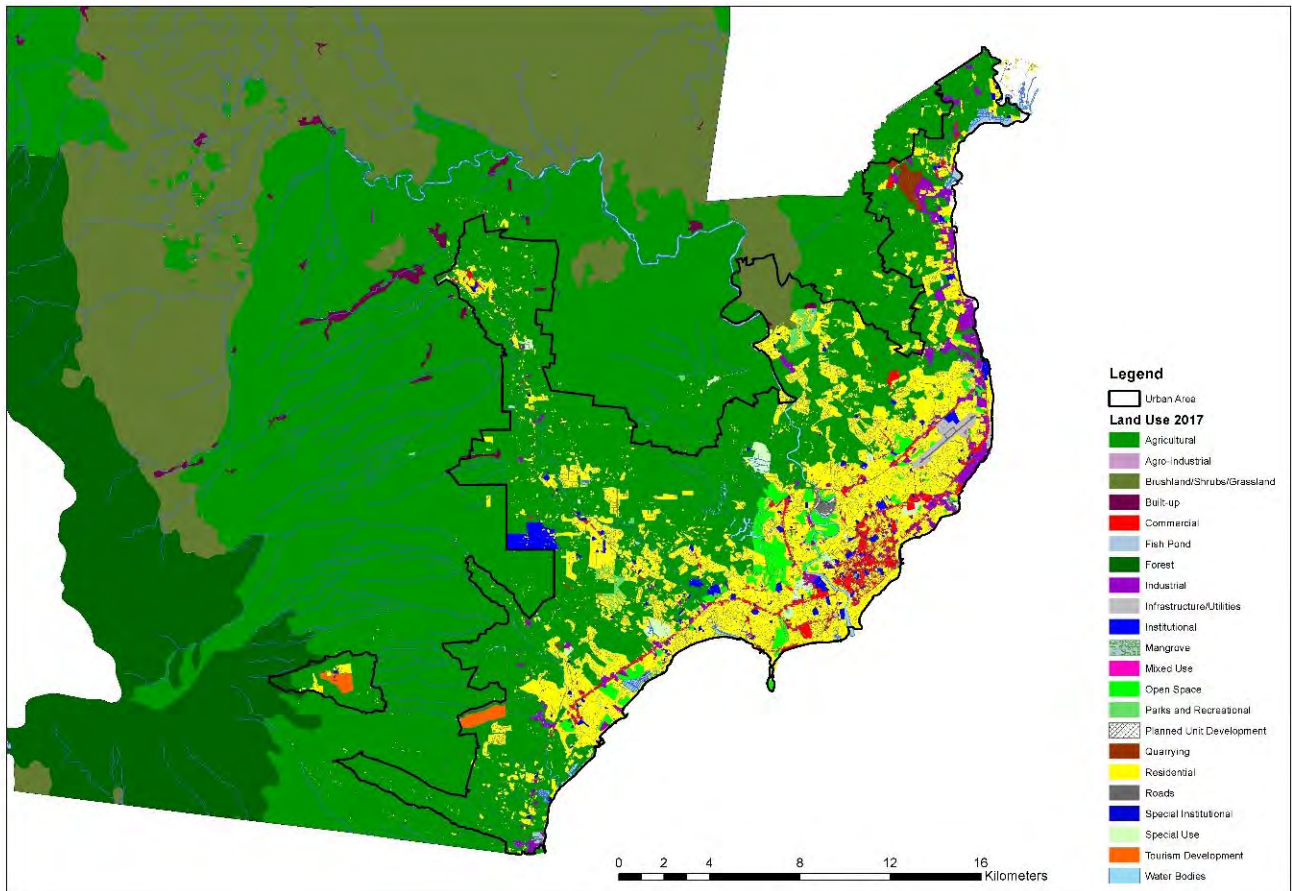 Legend
Urban Area
Land Use 2017
Agricultural
Agro-Industrial
Brushland/Shrubs/Grassland
Built-up
Commercial
Fish Pond
Forest
Industrial
Infrastructure/Utilities
Institutional
Mangrove
Mixed Use
Open Space
Parks and Recreational
Planned Unit Development
Quarrying
Residential
Roads
Special Institutional
Special Use
Tourism Development
Water Bodies
0 2 4 8 12 16
Kilometers